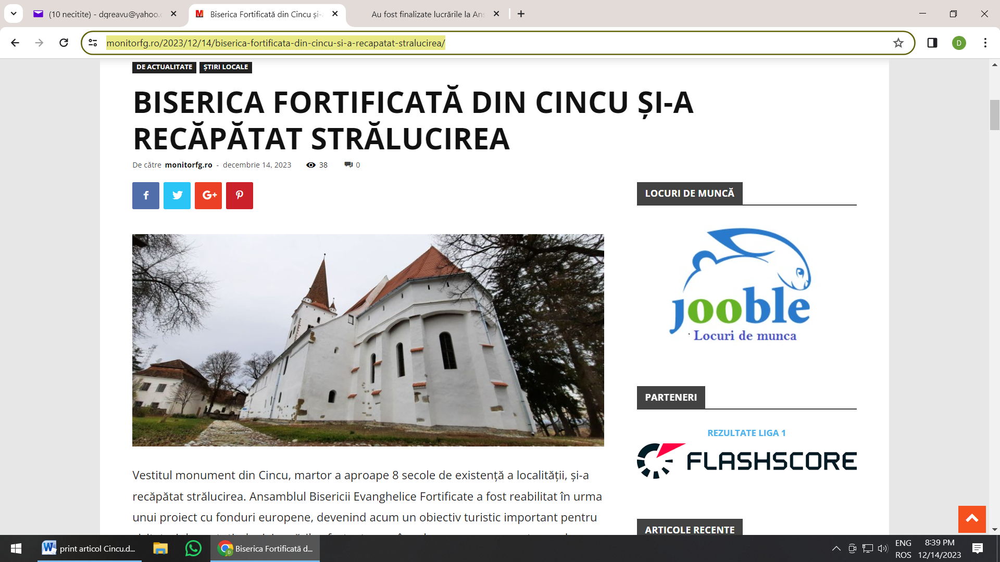 (10 necitite) - dgreavu@yahoo.c
Biserica Fortificată din Cincu și-a
Au fost finalizate lucrările la Ans
monitorfg.ro/2023/12/14/biserica-fortificata-din-cincu-si-a-recapatat-stralucirea/
D
DE ACTUALITATE ȘTIRI LOCALE
BISERICA FORTIFICATĂ DIN CINCU ȘI-A
RECĂPĂTAT STRĂLUCIREA
De către monitorfg.ro - decembrie 14, 2023 38 0
LOCURI DE MUNCĂ
jooble
Locuri de munca
PARTENERI
REZULTATE LIGA 1
FLASHSCORE
Vestitul monument din Cincu, martor a aproape 8 secole de existență a localității, și-a
recăpătat strălucirea. Ansamblul Bisericii Evanghelice Fortificate a fost reabilitat în urma
unui proiect cu fonduri europene, devenind acum un obiectiv turistic important pentru
ARTICOLE RECENTE
print articol Cincu.d...
Biserica Fortificată d...
ENG
ROS
8:39 PM
12/14/2023